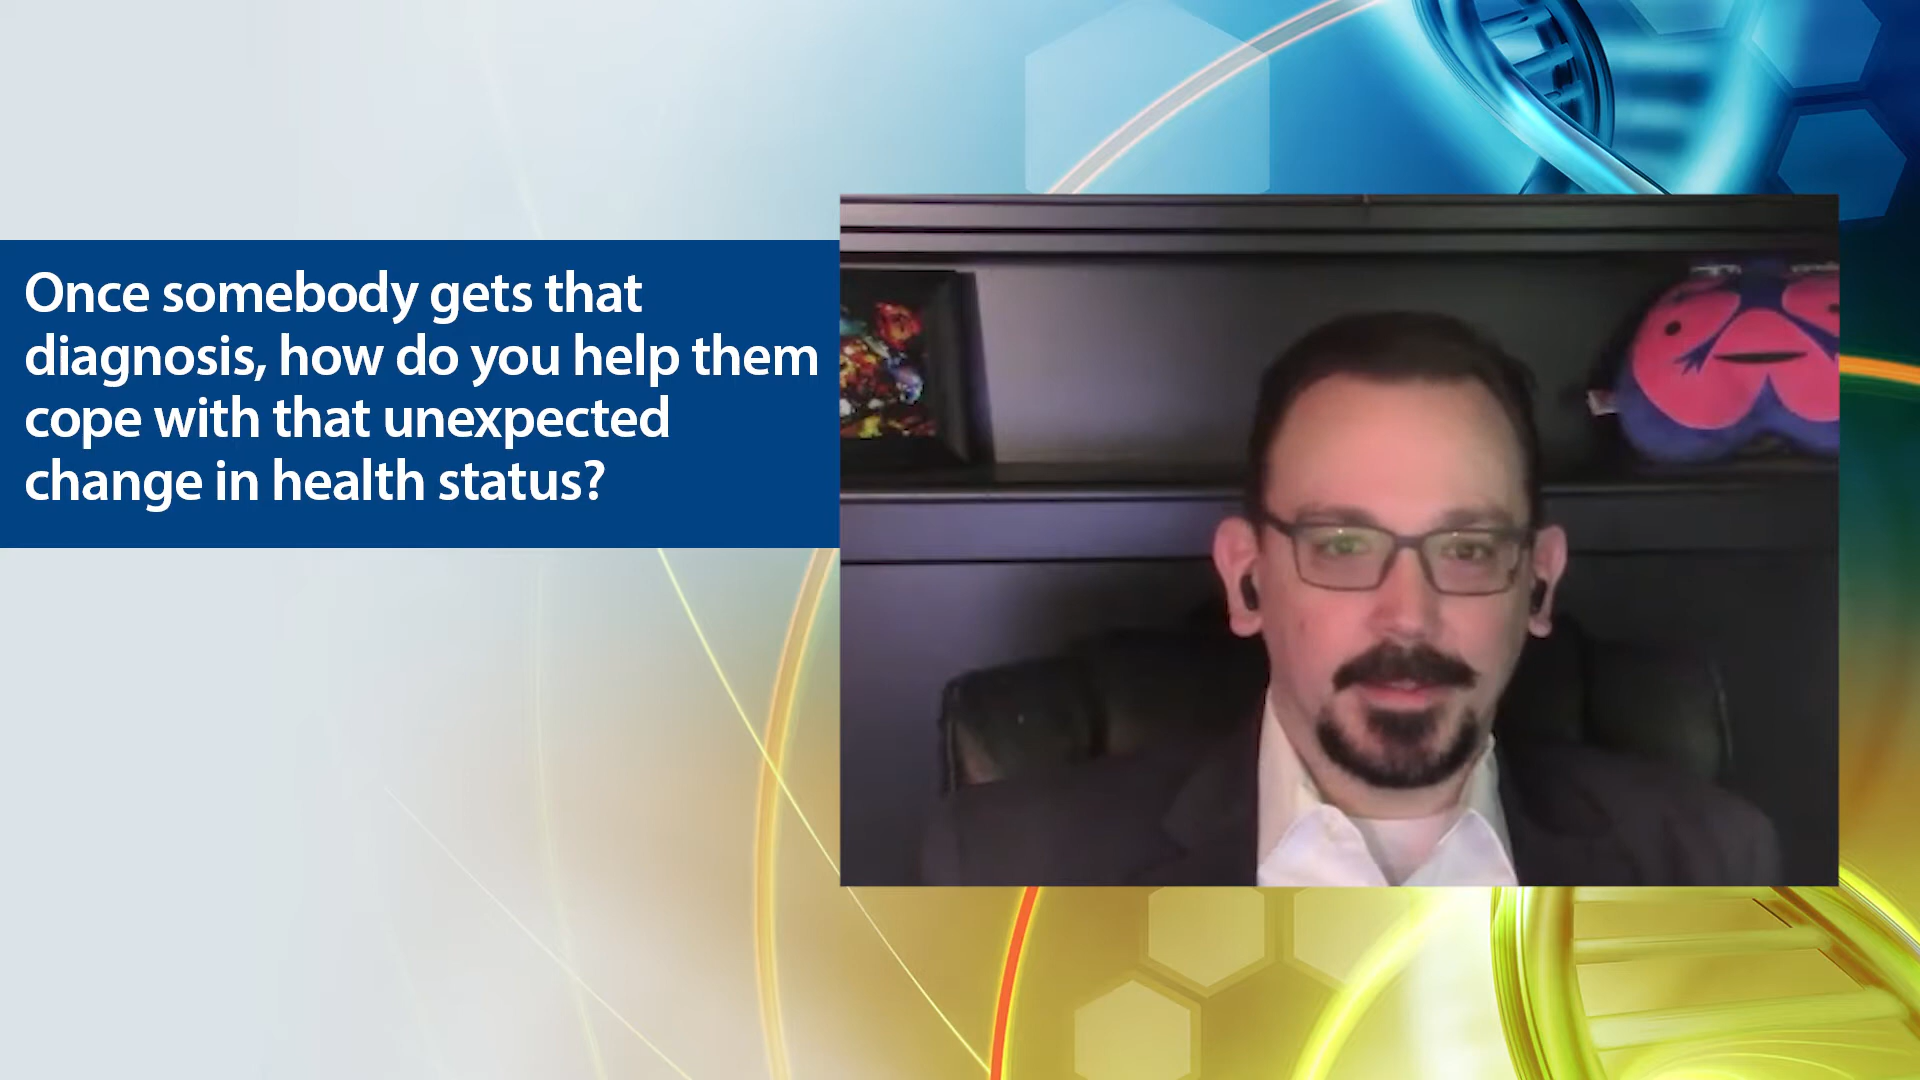 Once somebody gets that
diagnosis, how do you help them
cope with that unexpected
change in health status?